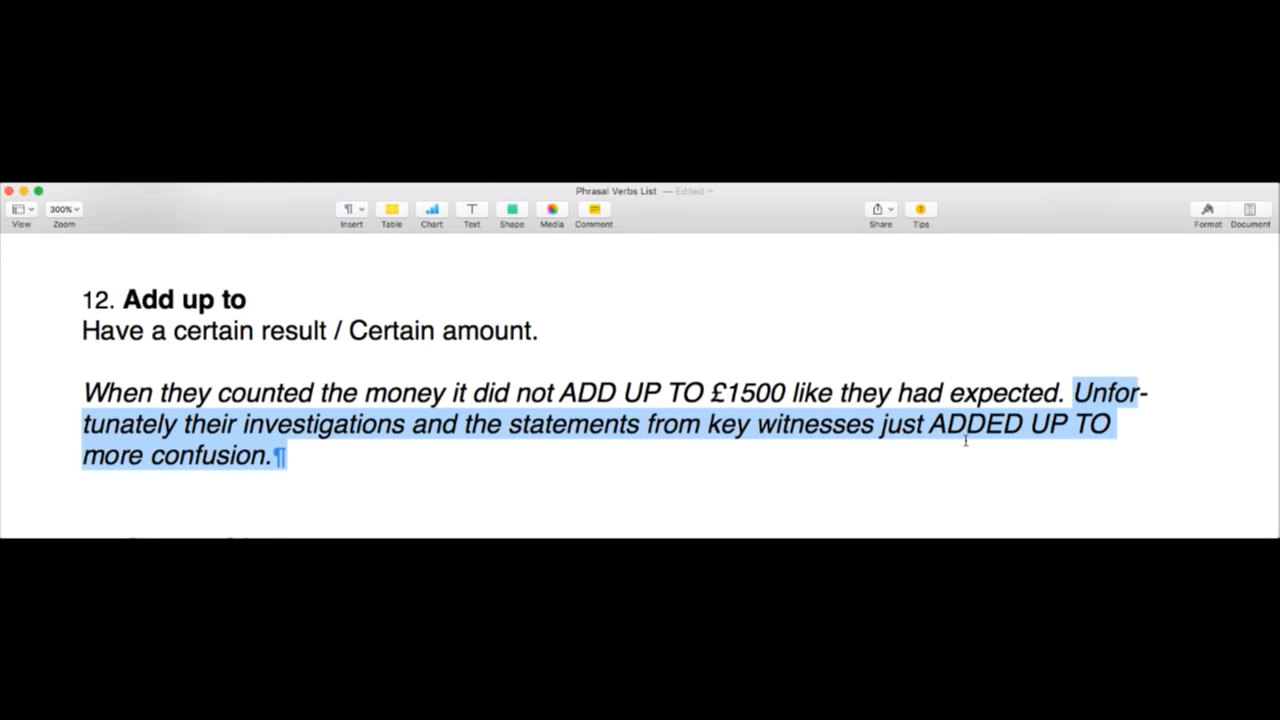 Phrasal Verbs List — Edited
300%
View Zoom Insert Table Chart Text Shape Media Comment Share Tips Format Document
12. Add up to
Have a certain result / Certain amount.
When they counted the money it did not ADD UP TO £1500 like they had expected. Unfor-
tunately their investigations and the statements from key witnesses just ADDED UP TO
more confusion.¶